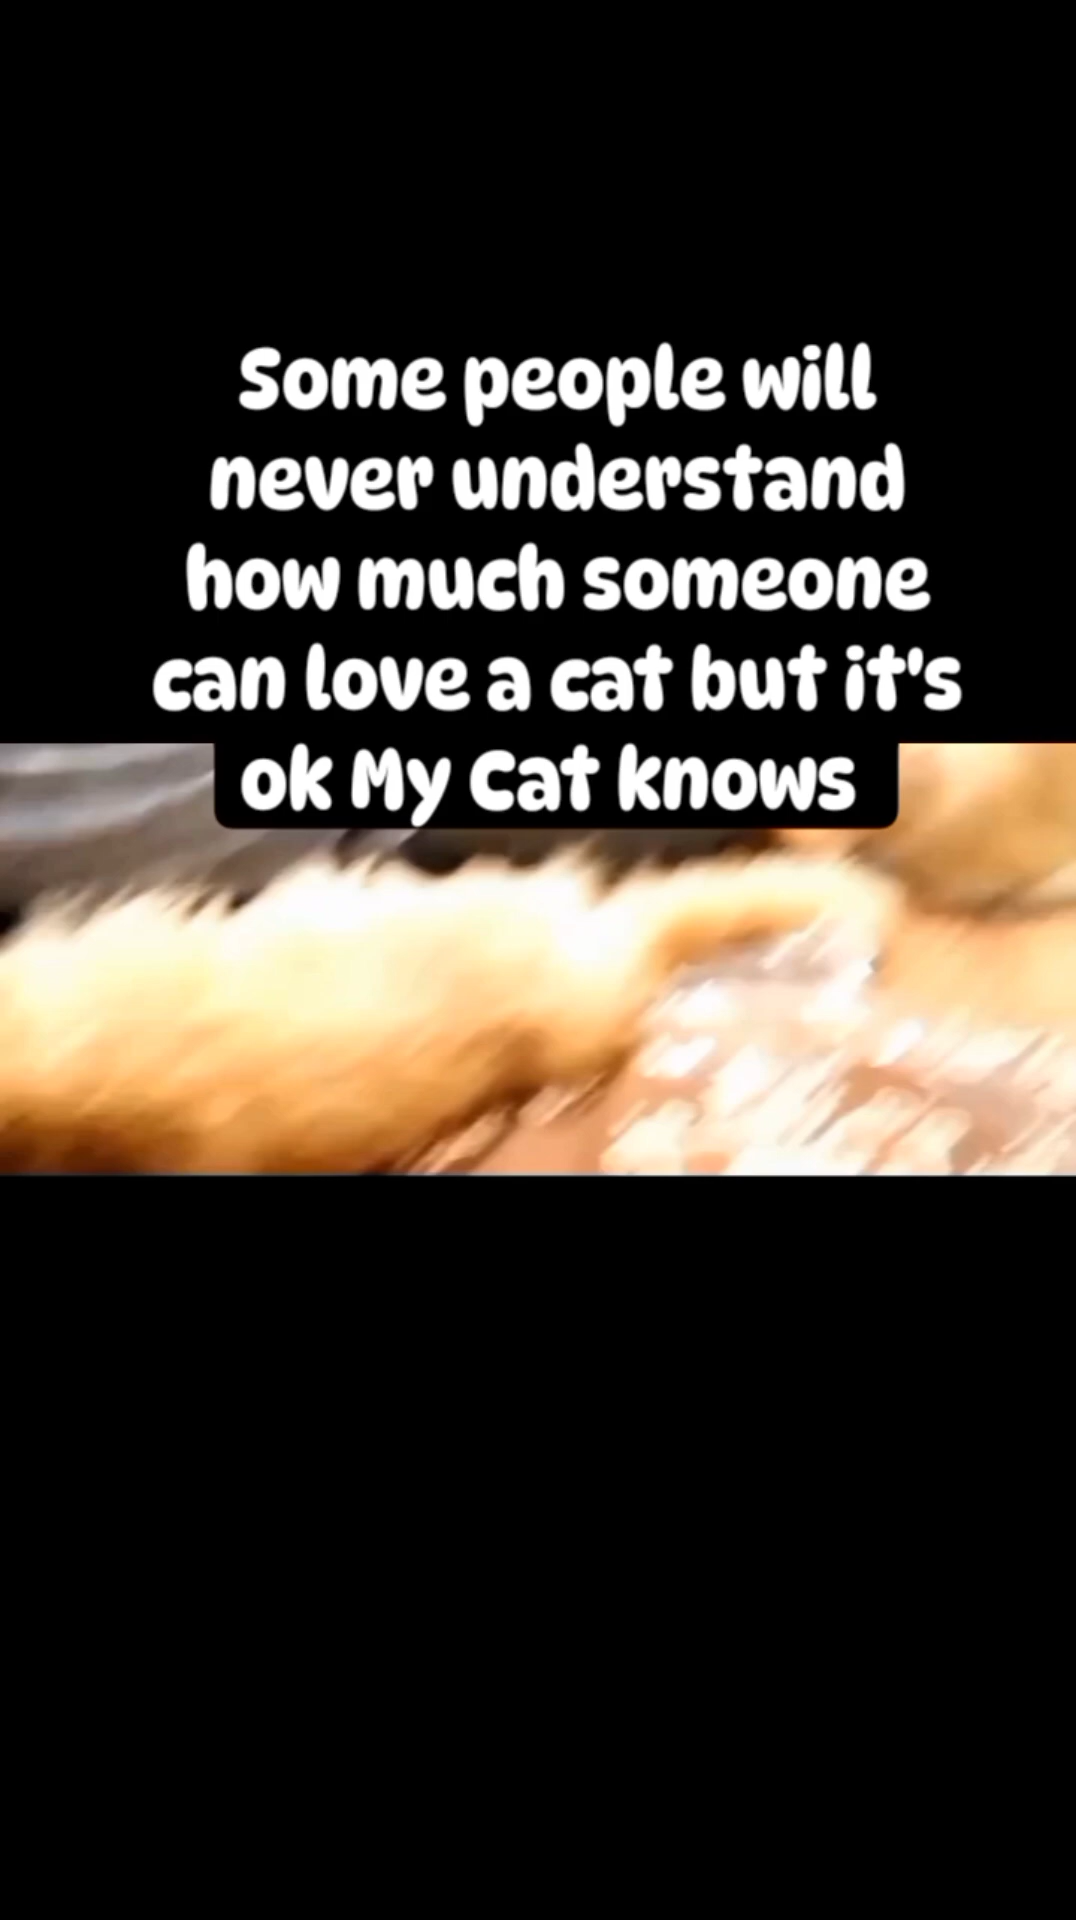 Some people will
never understand
how much someone
can love a cat but it's
ok My Cat knows